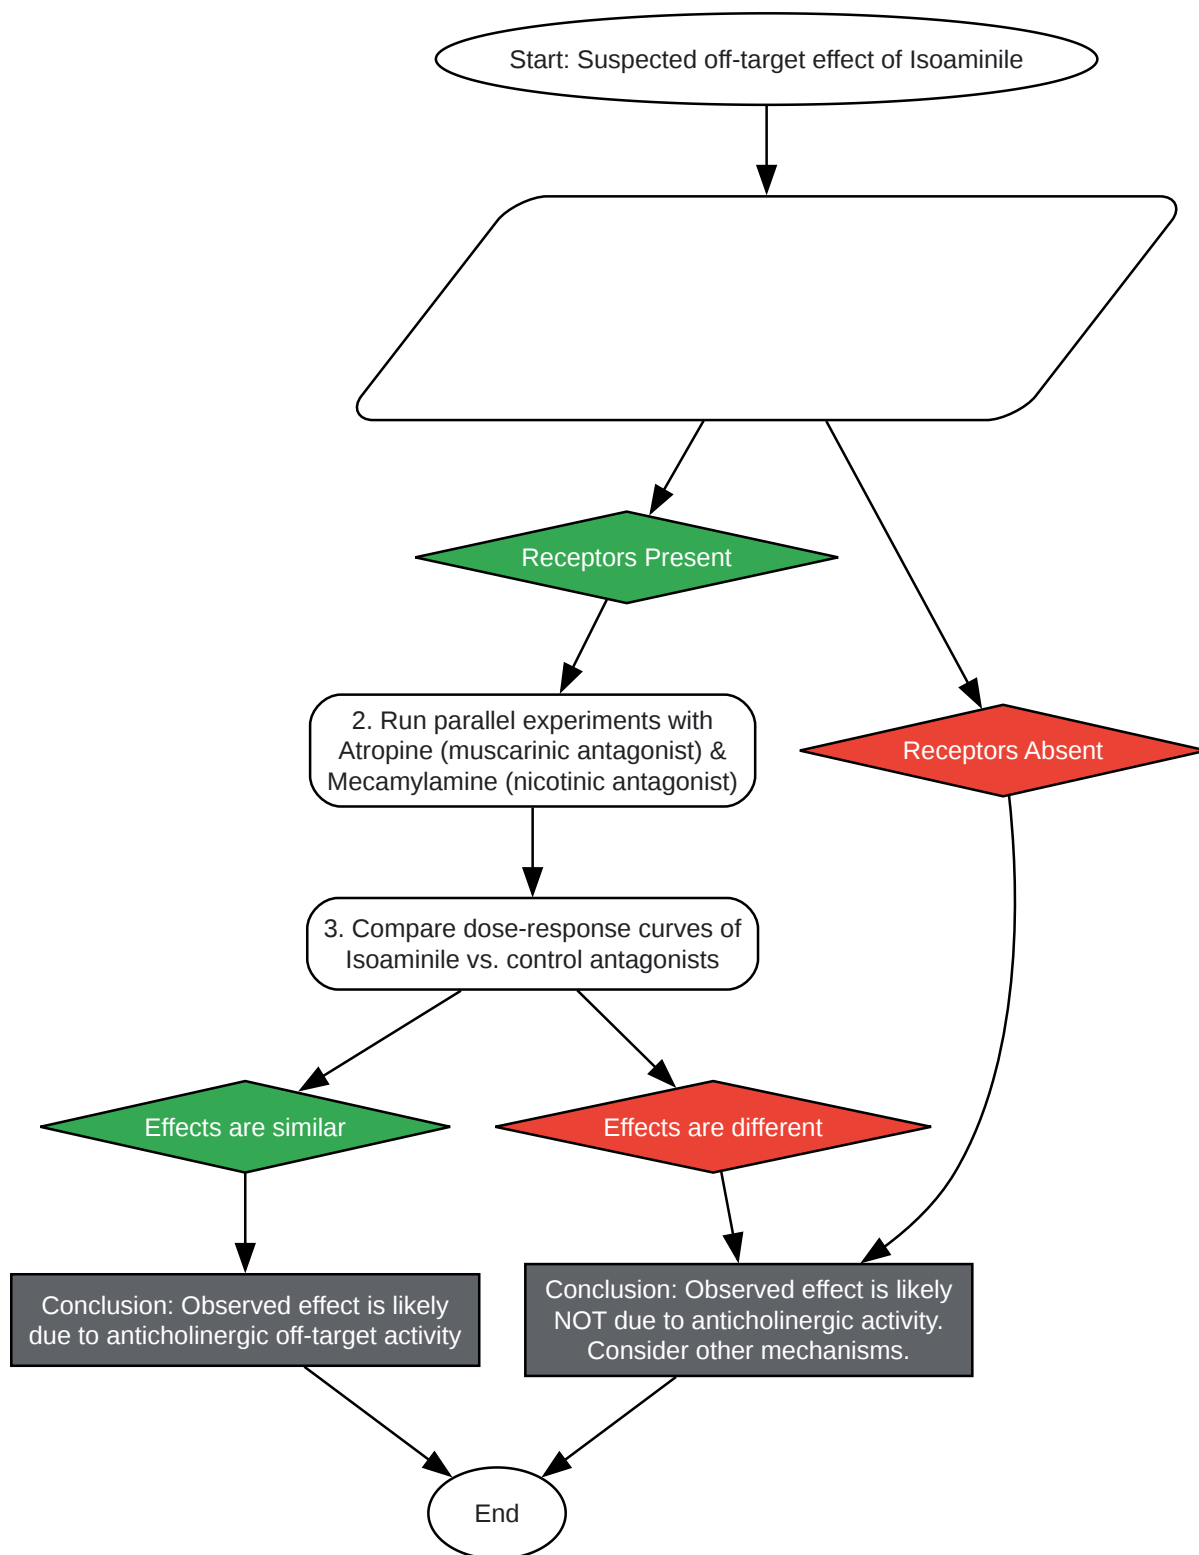 Start: Suspected off-target effect of Isoaminile
Receptors Present
2. Run parallel experiments with
Atropine (muscarinic antagonist) &
Mecamylamine (nicotinic antagonist)
Receptors Absent
3. Compare dose-response curves of
Isoaminile vs. control antagonists
Effects are similar
Effects are different
Conclusion: Observed effect is likely
due to anticholinergic off-target activity
Conclusion: Observed effect is likely
NOT due to anticholinergic activity.
Consider other mechanisms.
End